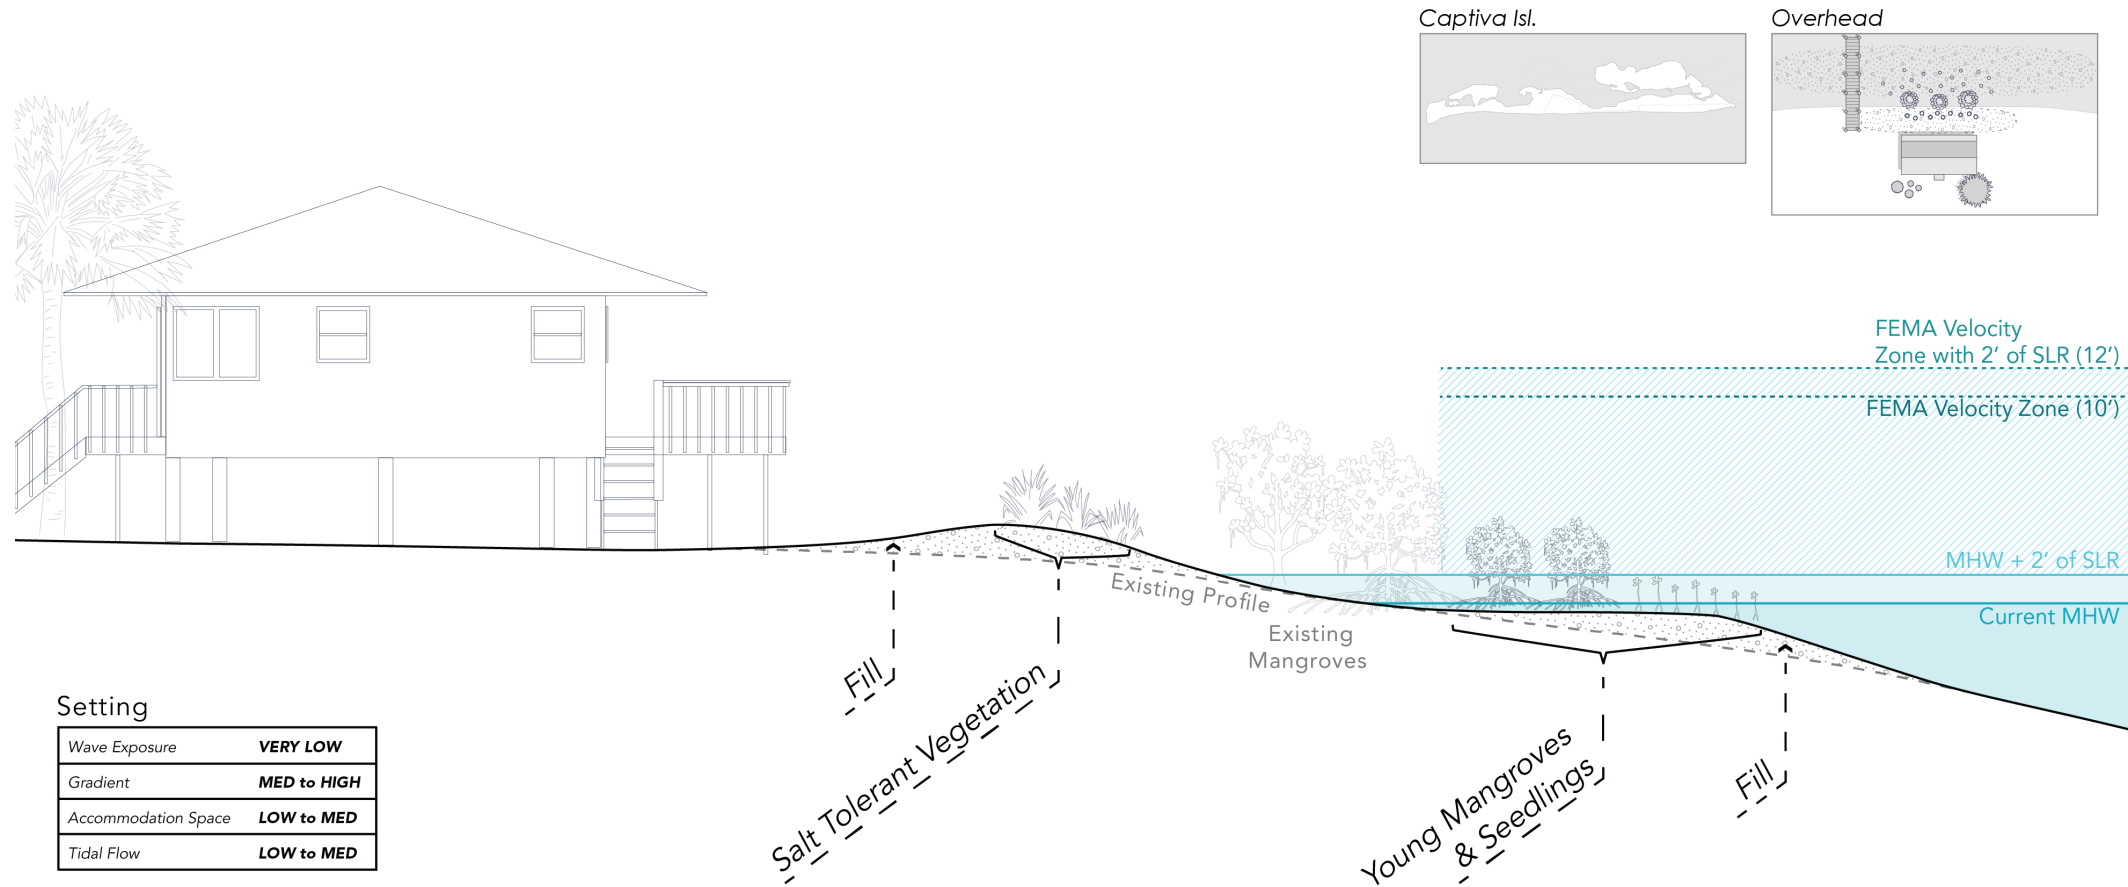 Captiva Isl.
Overhead
FEMA Velocity
Zone with 2' of SLR (12')
FEMA Velocity Zone (10')
MHW + 2' of SLR
Current MHW
Existing Profile
Existing
Mangroves
Fill
Salt Tolerant Vegetation
Young Mangroves
& Seedlings
Fill
Setting
Wave Exposure VERY LOW
Gradient MED to HIGH
Accommodation Space LOW to MED
Tidal Flow LOW to MED